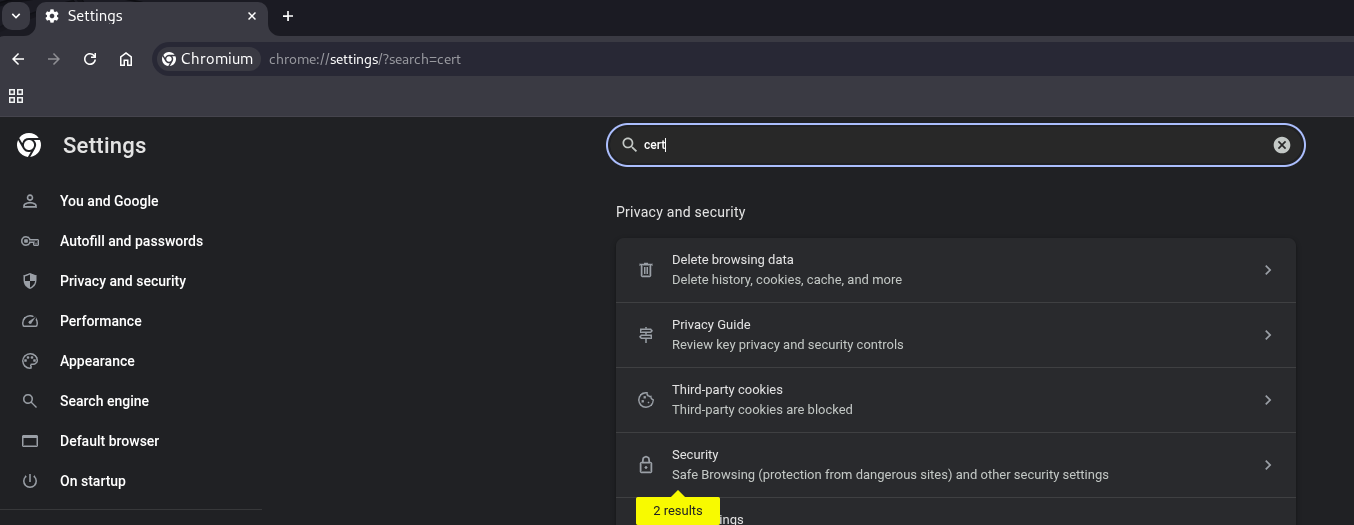 Settings
Chromium
chrome://settings/?search=cert
Settings
cert
You and Google
Autofill and passwords
Privacy and security
Performance
Appearance
Search engine
Default browser
On startup
Privacy and security
Delete browsing data
Delete history, cookies, cache, and more
Privacy Guide
Review key privacy and security controls
Third-party cookies
Third-party cookies are blocked
Security
Safe Browsing (protection from dangerous sites) and other security settings
2 results